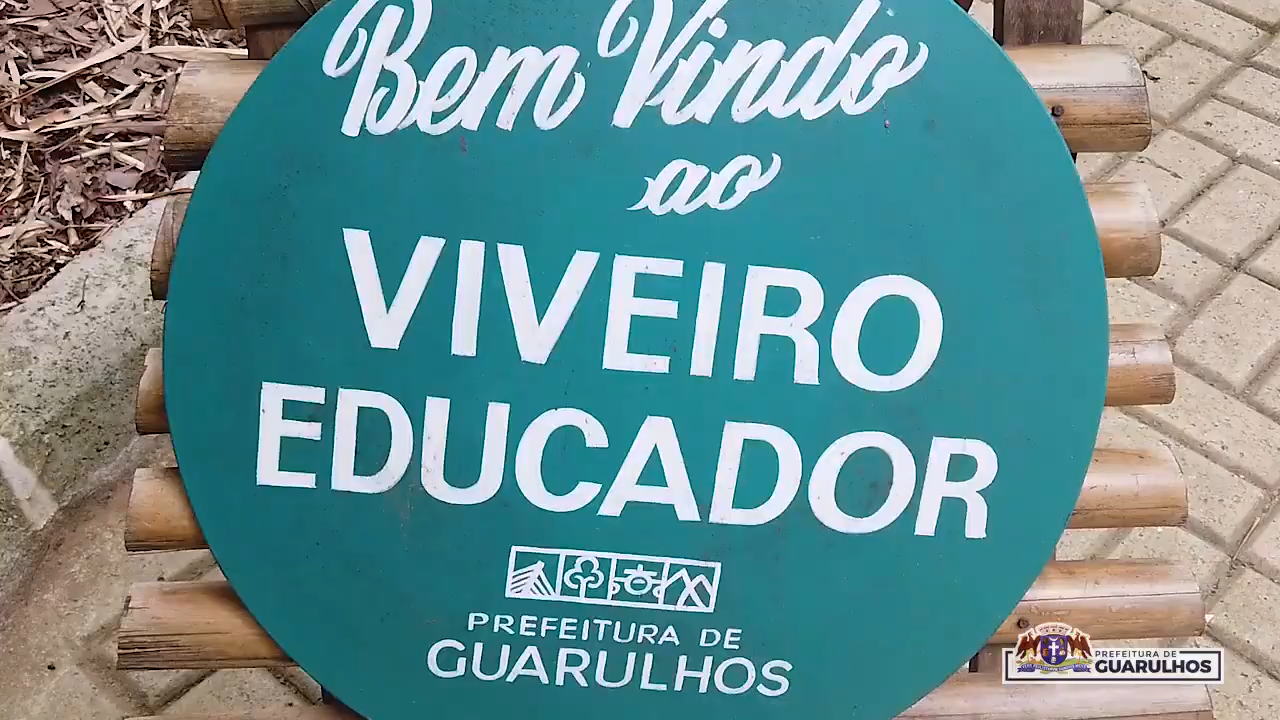 Bem Vindo
ao
VIVEIRO
EDUCADOR
PREFEITURA DE
GUARULHOS
PREFEITURA DE
GUARULHOS